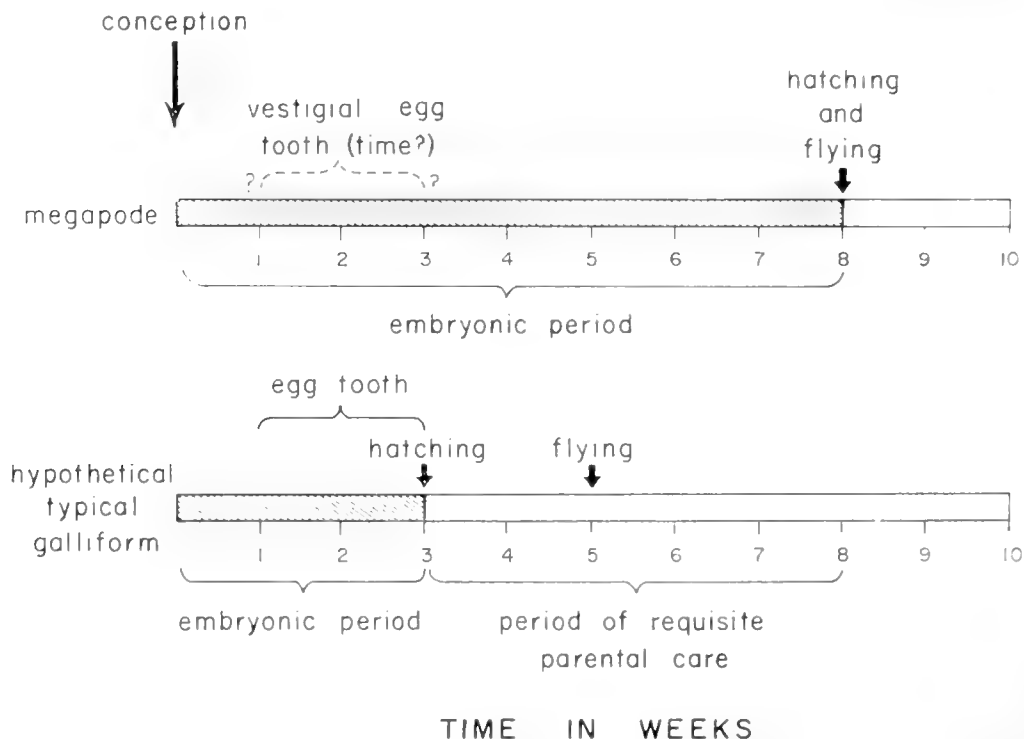 conception
vestigial egg
tooth (time?)
hatching
and
flying
? ?
megapode
1 2 3 4 5 6 7 8 9 10
embryonic period
egg tooth
hatching flying
hypothetical
typical
galliform
1 2 3 4 5 6 7 8 9 10
embryonic period
period of requisite
parental care
TIME IN WEEKS